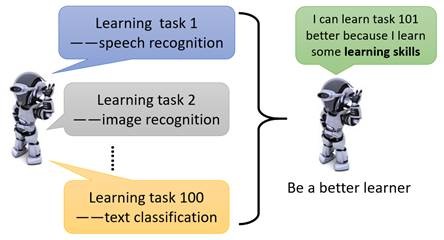 Learning task 1
——speech recognition
Learning task 2
——image recognition
Learning task 100
——text classification
I can learn task 101
better because I learn
some learning skills
Be a better learner